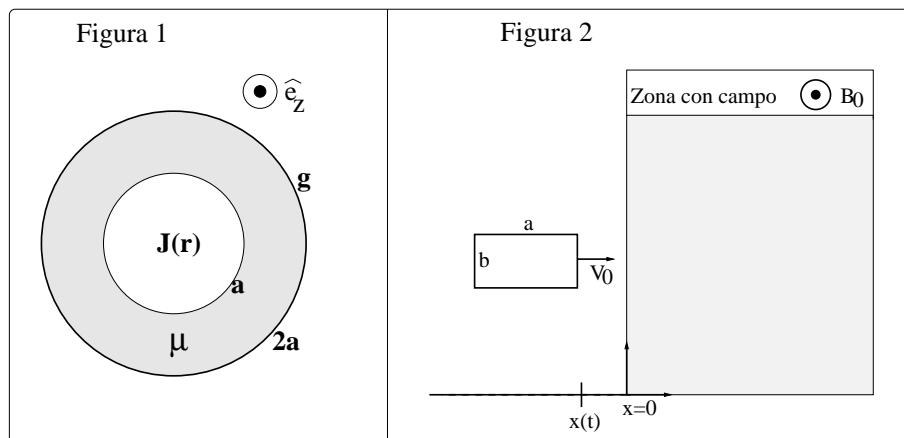 Figura 1
ê_z
g
J(r)
a
μ
2a
Figura 2
Zona con campo B_0
a
b
V_0
x=0
x(t)